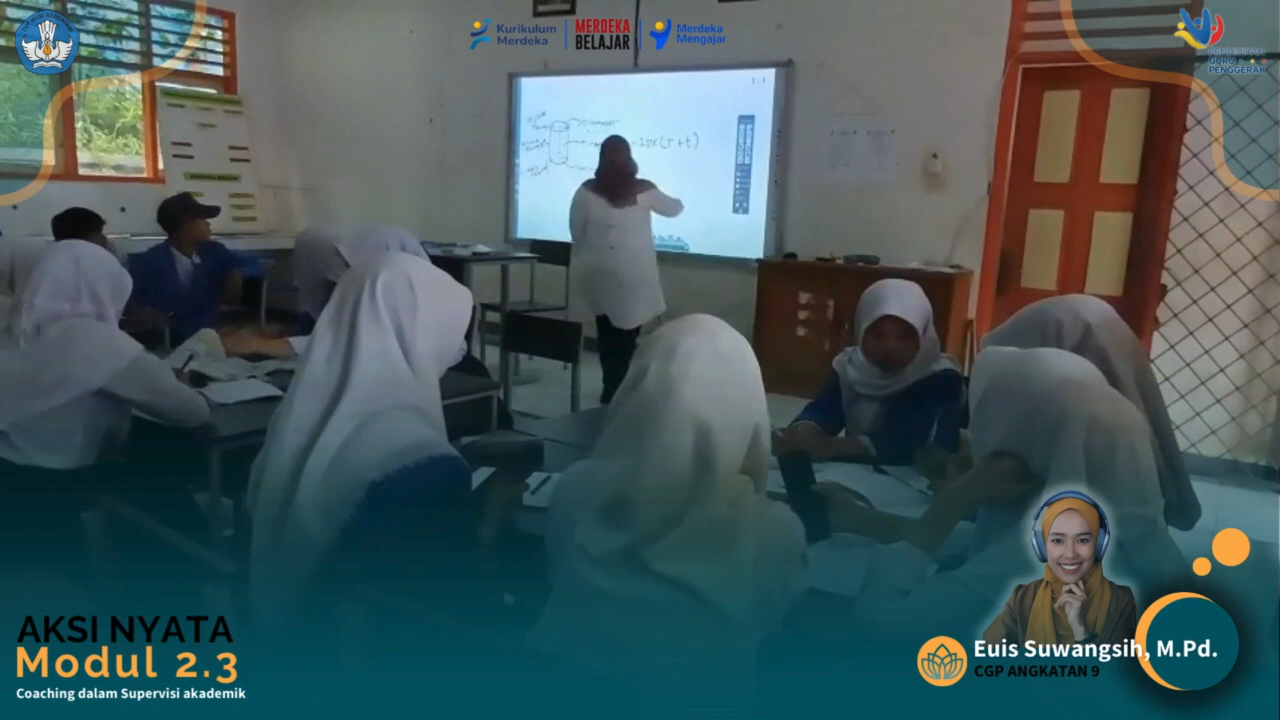 Kurikulum
Merdeka
MERDEKA
BELAJAR
Merdeka
Mengajar
PENDIDIKAN
GURU
PENGGERAK
(r+t)
AKSI NYATA
Modul 2.3
Coaching dalam Supervisi akademik
Euis Suwangsih, M.Pd.
CGP ANGKATAN 9